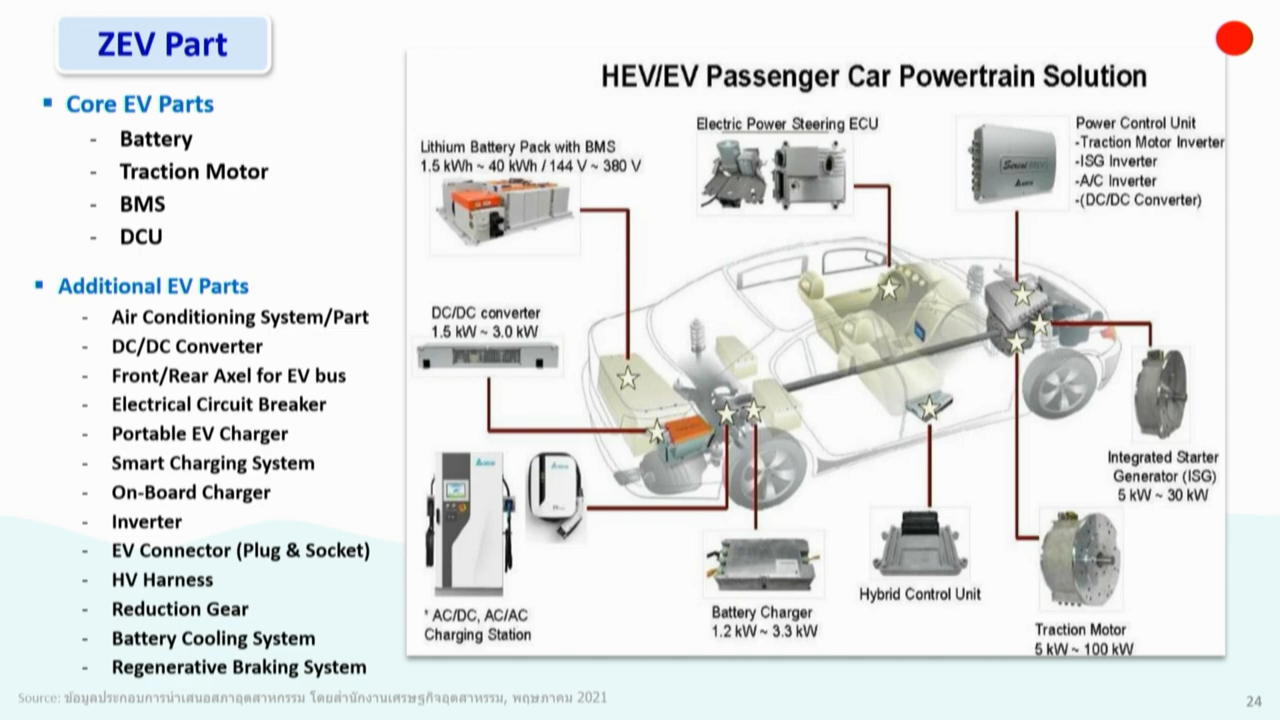 ZEV Part
Core EV Parts
- Battery
- Traction Motor
- BMS
- DCU
Additional EV Parts
- Air Conditioning System/Part
- DC/DC Converter
- Front/Rear Axel for EV bus
- Electrical Circuit Breaker
- Portable EV Charger
- Smart Charging System
- On-Board Charger
- Inverter
- EV Connector (Plug & Socket)
- HV Harness
- Reduction Gear
- Battery Cooling System
- Regenerative Braking System
HEV/EV Passenger Car Powertrain Solution
Lithium Battery Pack with BMS
1.5 kWh ~ 40 kWh / 144 V ~ 380 V
Electric Power Steering ECU
Power Control Unit
-Traction Motor Inverter
-ISG Inverter
-A/C Inverter
-(DC/DC Converter)
DC/DC converter
1.5 kW ~ 3.0 kW
Integrated Starter
Generator (ISG)
5 kW ~ 30 kW
* AC/DC, AC/AC
Charging Station
Battery Charger
1.2 kW ~ 3.3 kW
Hybrid Control Unit
Traction Motor
5 kW ~ 100 kW
Source: ข้อมูลประกอบการนำเสนอสภาอุตสาหกรรม โดยสำนักงานเศรษฐกิจอุตสาหกรรม, พฤษภาคม 2021
24